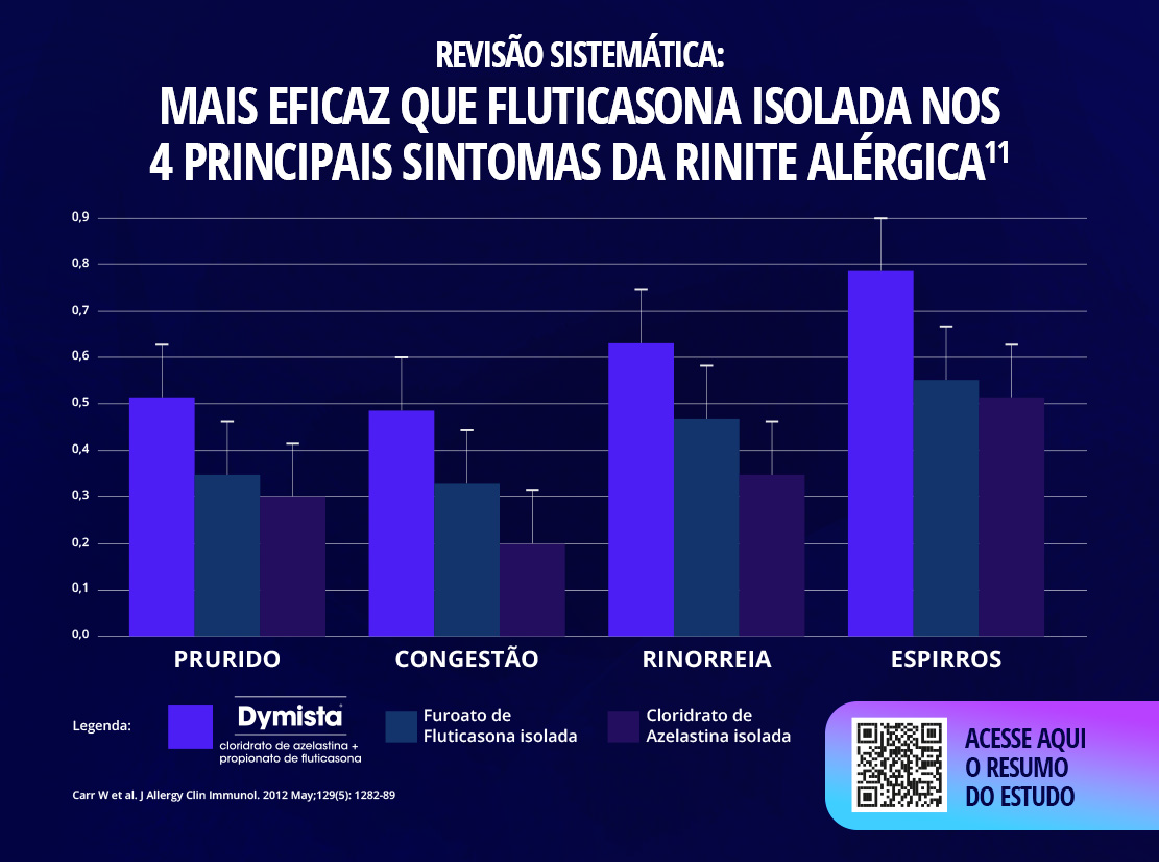 REVISÃO SISTEMÁTICA:
MAIS EFICAZ QUE FLUTICASONA ISOLADA NOS
4 PRINCIPAIS SINTOMAS DA RINITE ALÉRGICA¹¹
0,9
0,8
0,7
0,6
0,5
0,4
0,3
0,2
0,1
0,0
PRURIDO
CONGESTÃO
RINORREIA
ESPIRROS
Legenda:
Dymista
cloridrato de azelastina +
propionato de fluticasona
Furoato de
Fluticasona isolada
Cloridrato de
Azelastina isolada
ACESSE AQUI
O RESUMO
DO ESTUDO
Carr W et al. J Allergy Clin Immunol. 2012 May;129(5): 1282-89